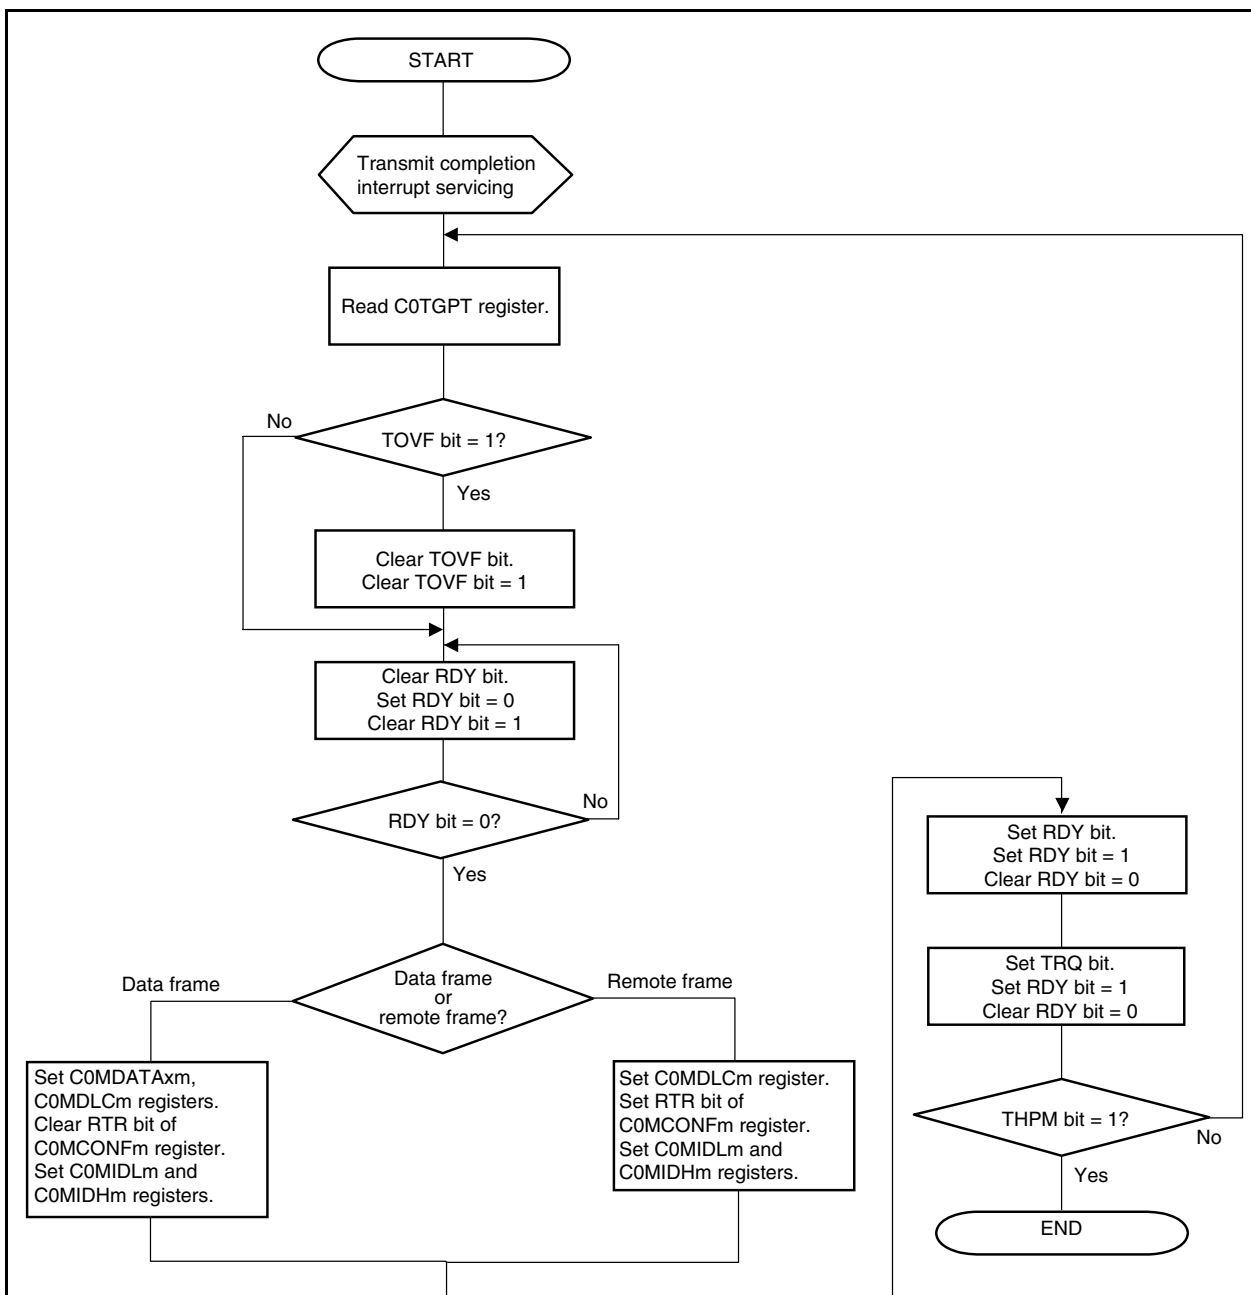 START
Transmit completion
interrupt servicing
Read C0TGPT register.
No
TOVF bit = 1?
Yes
Clear TOVF bit.
Clear TOVF bit = 1
Clear RDY bit.
Set RDY bit = 0
Clear RDY bit = 1
No
RDY bit = 0?
Yes
Data frame
Data frame
or
remote frame?
Remote frame
Set C0MDATAxm,
C0MDLCm registers.
Clear RTR bit of
C0MCONFm register.
Set C0MIDLm and
C0MIDHm registers.
Set C0MDLCm register.
Set RTR bit of
C0MCONFm register.
Set C0MIDLm and
C0MIDHm registers.
Set RDY bit.
Set RDY bit = 1
Clear RDY bit = 0
Set TRQ bit.
Set RDY bit = 1
Clear RDY bit = 0
THPM bit = 1?
No
Yes
END